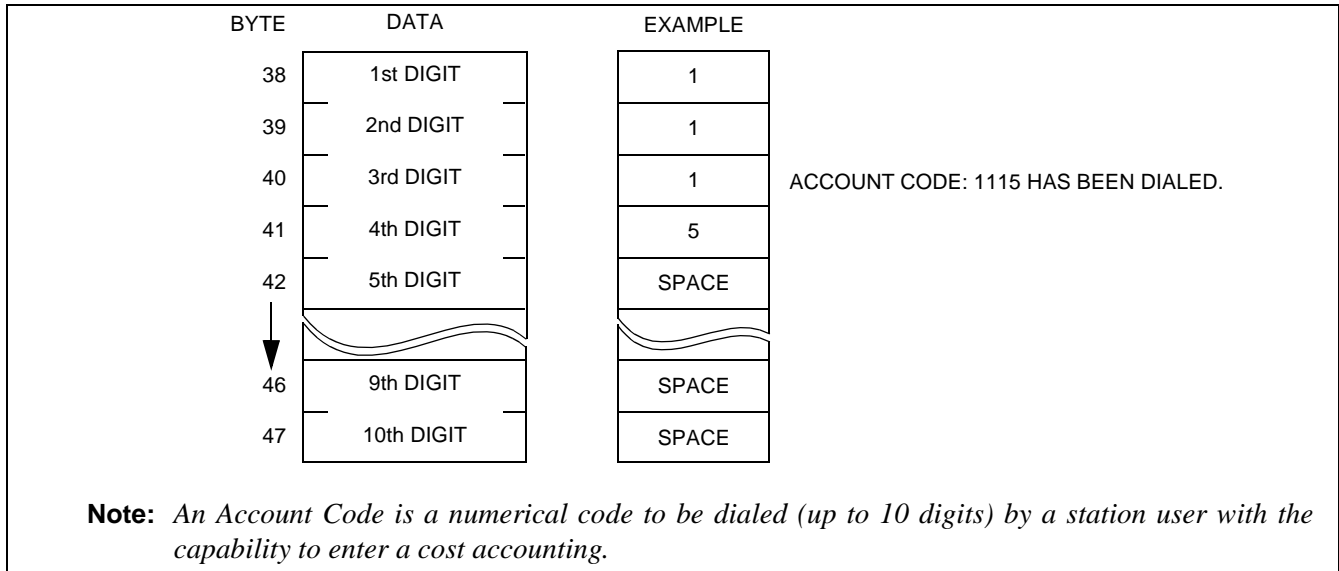 BYTE DATA EXAMPLE
38 1st DIGIT 1
39 2nd DIGIT 1
40 3rd DIGIT 1 ACCOUNT CODE: 1115 HAS BEEN DIALED.
41 4th DIGIT 5
42 5th DIGIT SPACE
46 9th DIGIT SPACE
47 10th DIGIT SPACE
Note: An Account Code is a numerical code to be dialed (up to 10 digits) by a station user with the
capability to enter a cost accounting.